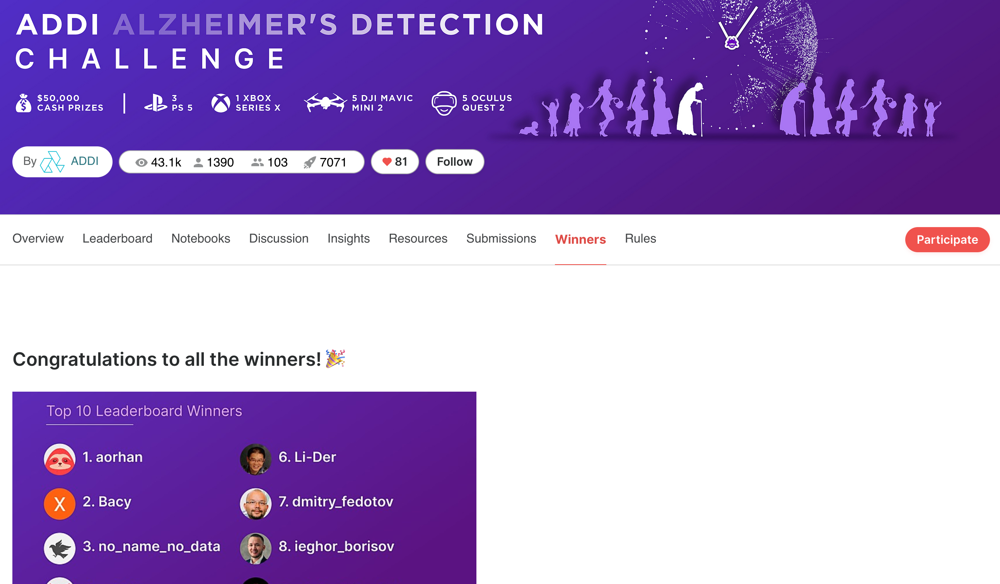 ADDI ALZHEIMER'S DETECTION
CHALLENGE
$50,000
CASH PRIZES
3
PS 5
1 XBOX
SERIES X
5 DJI MAVIC
MINI 2
5 OCULUS
QUEST 2
By ADDI
43.1k 1390 103 7071
81
Follow
Overview Leaderboard Notebooks Discussion Insights Resources Submissions Winners Rules
Participate
Congratulations to all the winners! 🎉
Top 10 Leaderboard Winners
1. aorhan
6. Li-Der
X
2. Bacy
7. dmitry_fedotov
3. no_name_no_data
8. ieghor_borisov